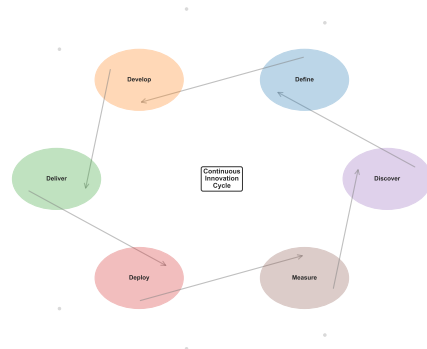 Develop
Define
Deliver
Continuous
Innovation
Cycle
Discover
Deploy
Measure